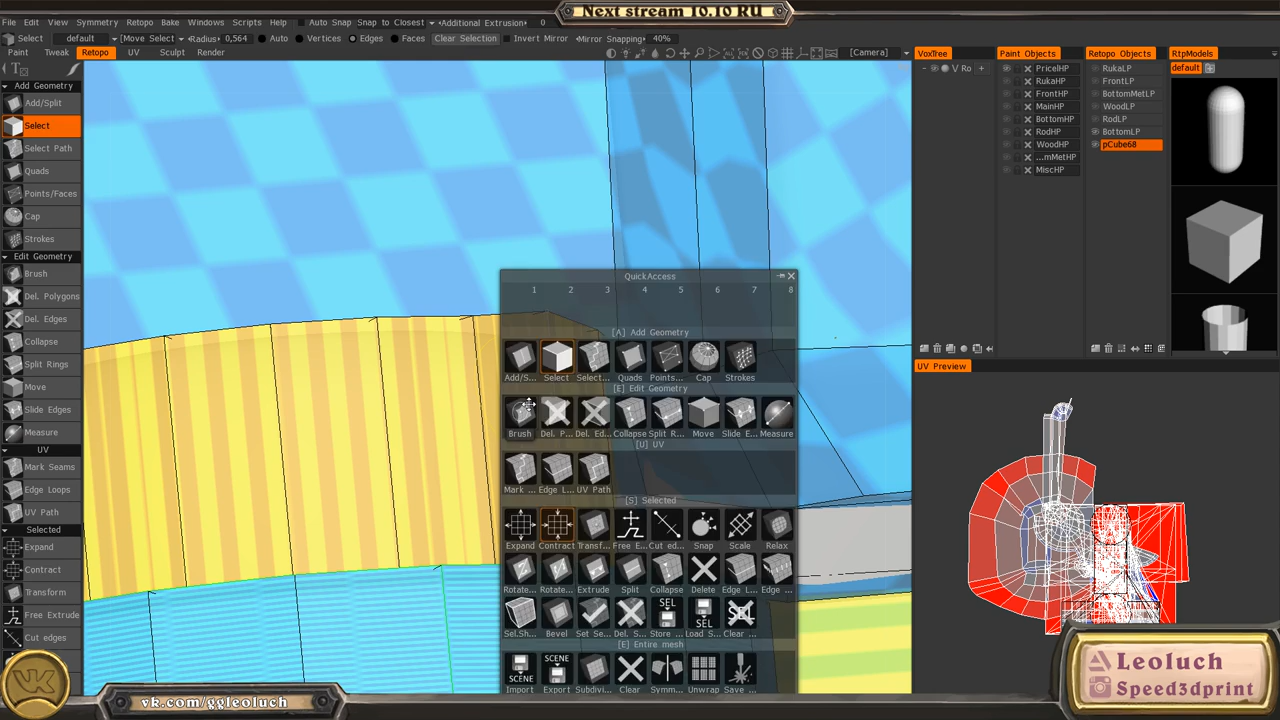 Next stream 10.10 RU
File Edit View Symmetry Retopo Bake Windows Scripts Help Auto Snap Snap to Closest Additional Extrusion 0
Select default [Move Select] Radius: 0,564 Auto Vertices Edges Faces Clear Selection Invert Mirror Mirror Snapping 40%
Paint Tweak Retopo UV Sculpt Render [Camera]
Add Geometry
Add/Split
Select
Select Path
Quads
Points/Faces
Cap
Strokes
Edit Geometry
Brush
Del. Polygons
Del. Edges
Collapse
Split Rings
Move
Slide Edges
Measure
UV
Mark Seams
Edge Loops
UV Path
Selected
Expand
Contract
Transform
Free Extrude
Cut edges
QuickAccess
1 2 3 4 5 6 7 8
[A] Add Geometry
Add/S... Select Select... Quads Points... Cap Strokes
[E] Edit Geometry
Brush Del. P... Del. Ed... Collapse Split R... Move Slide E... Measure
[U] UV
Mark ... Edge L... UV Path
[S] Selected
Expand Contract Transf... Free E... Cut ed... Snap Scale Relax
Rotate... Rotate... Extrude Split Collapse Delete Edge L... Edge ...
SEL SEL
Sel.Sh... Bevel Set Se... Del. S... Store ... Load S... Clear ...
[E] Entire mesh
SCENE SCENE
Import Export Subdivi... Clear Symm... Unwrap Save ...
VoxTree
V Ro +
Paint Objects
PricelHP
RukaHP
FrontHP
MainHP
BottomHP
RodHP
WoodHP
...mMetHP
MiscHP
Retopo Objects
RukaLP
FrontLP
BottomMetLP
WoodLP
RodLP
BottomLP
pCube68
RtpModels
default
UV Preview
vk.com/ggleoluch
Leoluch
Speed3dprint